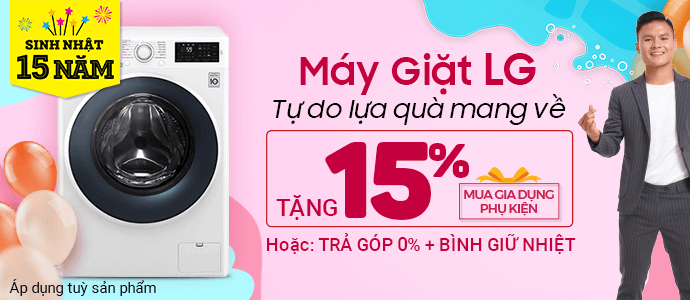 SINH NHẬT
15 NĂM
Máy Giặt LG
Tự do lựa quà mang về
TẶNG 15%
MUA GIA DỤNG
PHỤ KIỆN
Hoặc: TRẢ GÓP 0% + BÌNH GIỮ NHIỆT
Áp dụng tuỳ sản phẩm